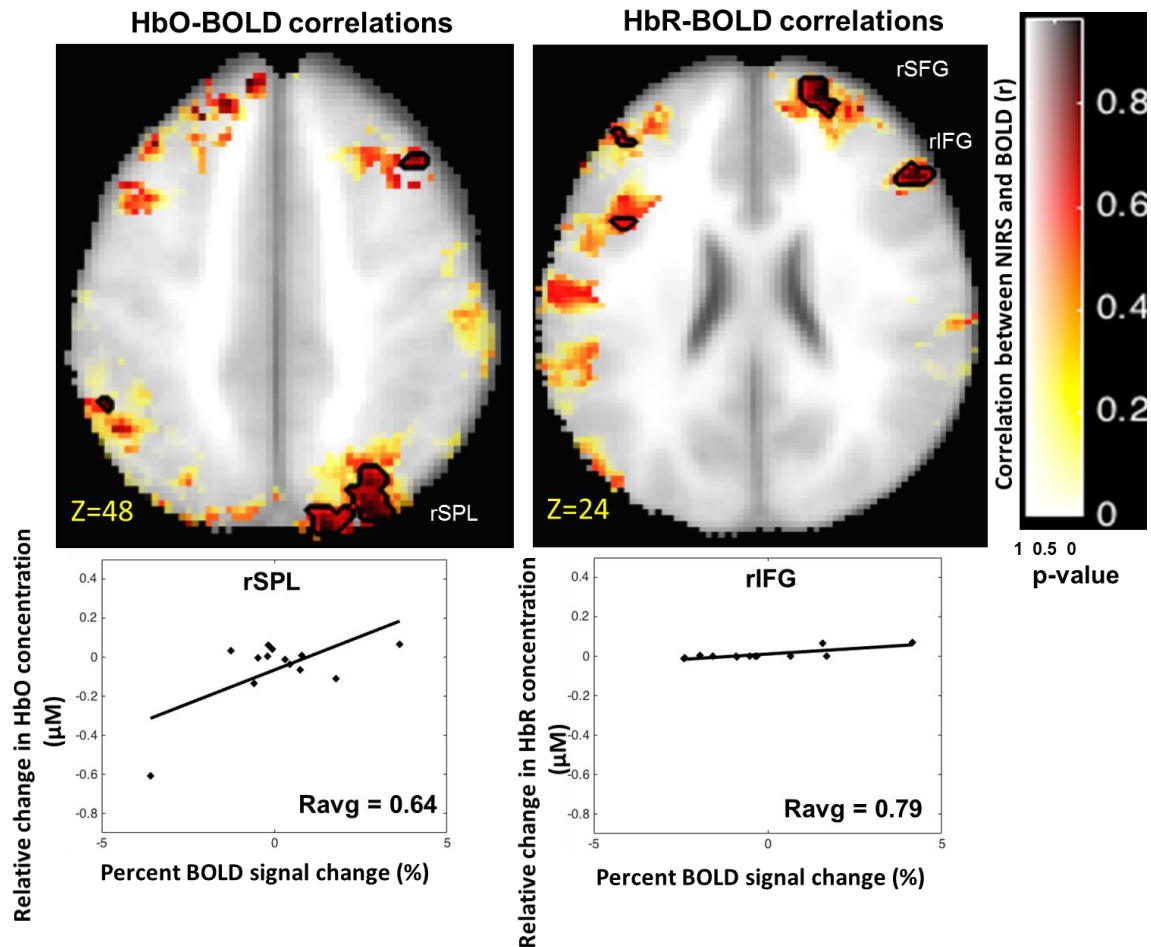 HbO-BOLD correlations
HbR-BOLD correlations
rSFG
rIFG
rSPL
Z=48
Z=24
Correlation between NIRS and BOLD (r)
0.8
0.6
0.4
0.2
0
1 0.5 0
p-value
rSPL
0.4
0.2
0
-0.2
-0.4
-0.6
-0.8
-5
0
5
Ravg = 0.64
Relative change in HbO concentration
(µM)
Percent BOLD signal change (%)
rIFG
0.4
0.2
0
-0.2
-0.4
-0.6
-0.8
-5
0
5
Ravg = 0.79
Relative change in HbR concentration
(µM)
Percent BOLD signal change (%)